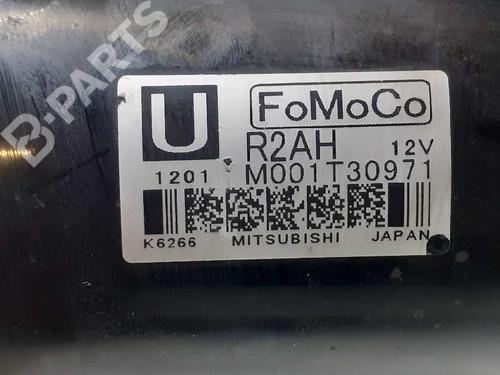 B-PARTS
U
FoMoCo
R2AH 12V
1201 M001T30971
K6266 MITSUBISHI JAPAN